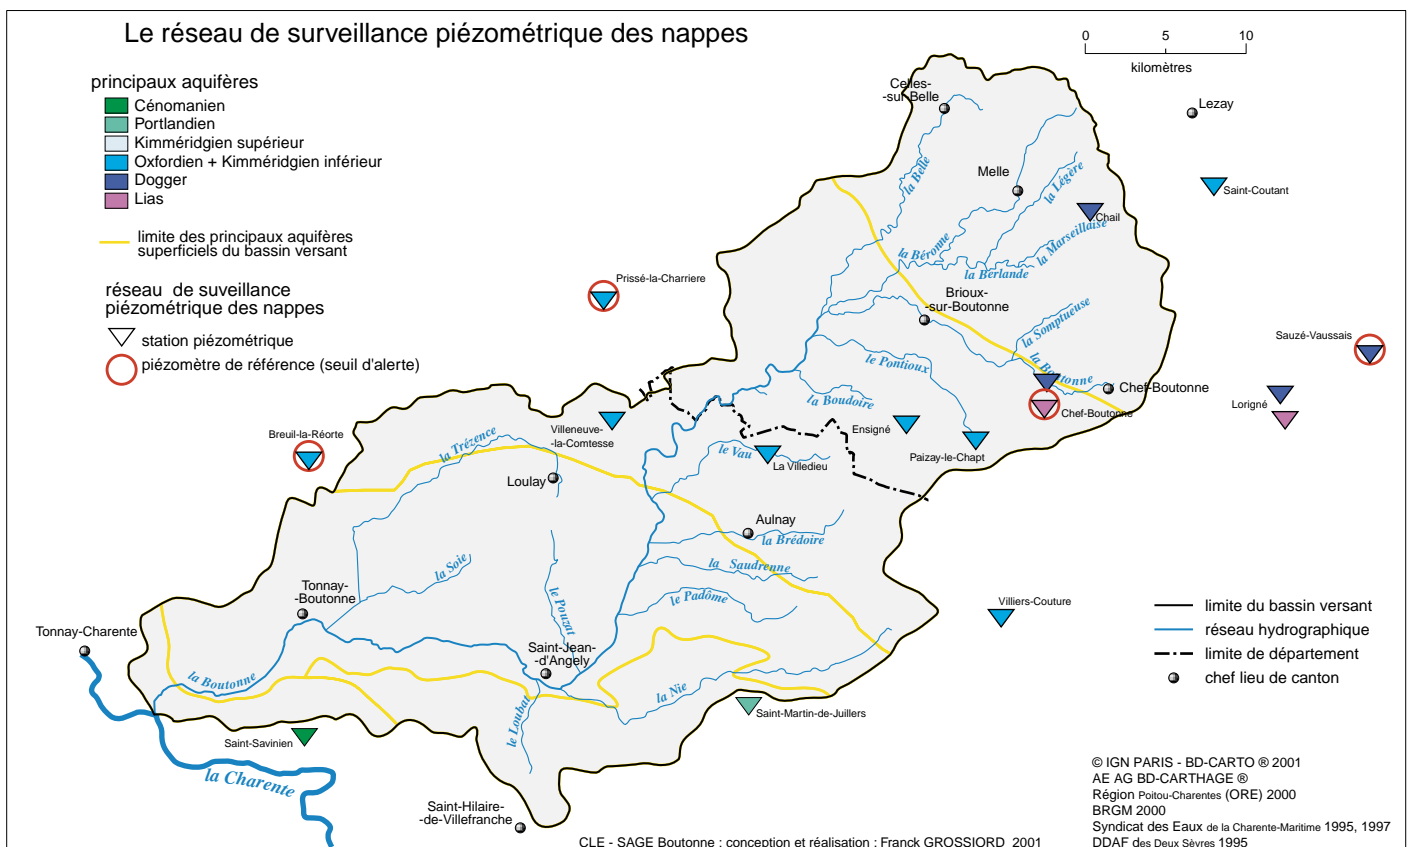 Le réseau de surveillance piézométrique des nappes
0 5 10
kilomètres
principaux aquifères
Cénomanien
Portlandien
Kimméridgien supérieur
Oxfordien + Kimméridgien inférieur
Dogger
Lias
limite des principaux aquifères
superficiels du bassin versant
réseau de suveillance
piézométrique des nappes
station piézométrique
piézomètre de référence (seuil d'alerte)
Celles-
-sur Belle
Lezay
la Belle
Melle
la Légère
Saint-Coutant
Chail
la Béronne
la Marseillaise
la Berlande
Prissé-la-Charriere
Brioux-
-sur-Boutonne
la Somptueuse
Sauzé-Vaussais
le Pontioux
la Boutonne
Chef-Boutonne
la Boudoire
Chef-Boutonne
Lorigné
Villeneuve-
-la-Comtesse
Ensigné
Paizay-le-Chapt
Breuil-la-Réorte
la Trézence
le Vau
La Villedieu
Loulay
Aulnay
la Brédoire
la Soie
la Saudrenne
le Pouzat
le Padôme
Villiers-Couture
Tonnay-
-Boutonne
Tonnay-Charente
Saint-Jean-
-d'Angely
la Boutonne
la Nie
le Loubat
Saint-Martin-de-Juillers
Saint-Savinien
la Charente
Saint-Hilaire-
-de-Villefranche
limite du bassin versant
réseau hydrographique
limite de département
chef lieu de canton
© IGN PARIS - BD-CARTO ® 2001
AE AG BD-CARTHAGE ®
Région Poitou-Charentes (ORE) 2000
BRGM 2000
Syndicat des Eaux de la Charente-Maritime 1995, 1997
DDAF des Deux Sèvres 1995
CLE - SAGE Boutonne : conception et réalisation : Franck GROSSIORD 2001